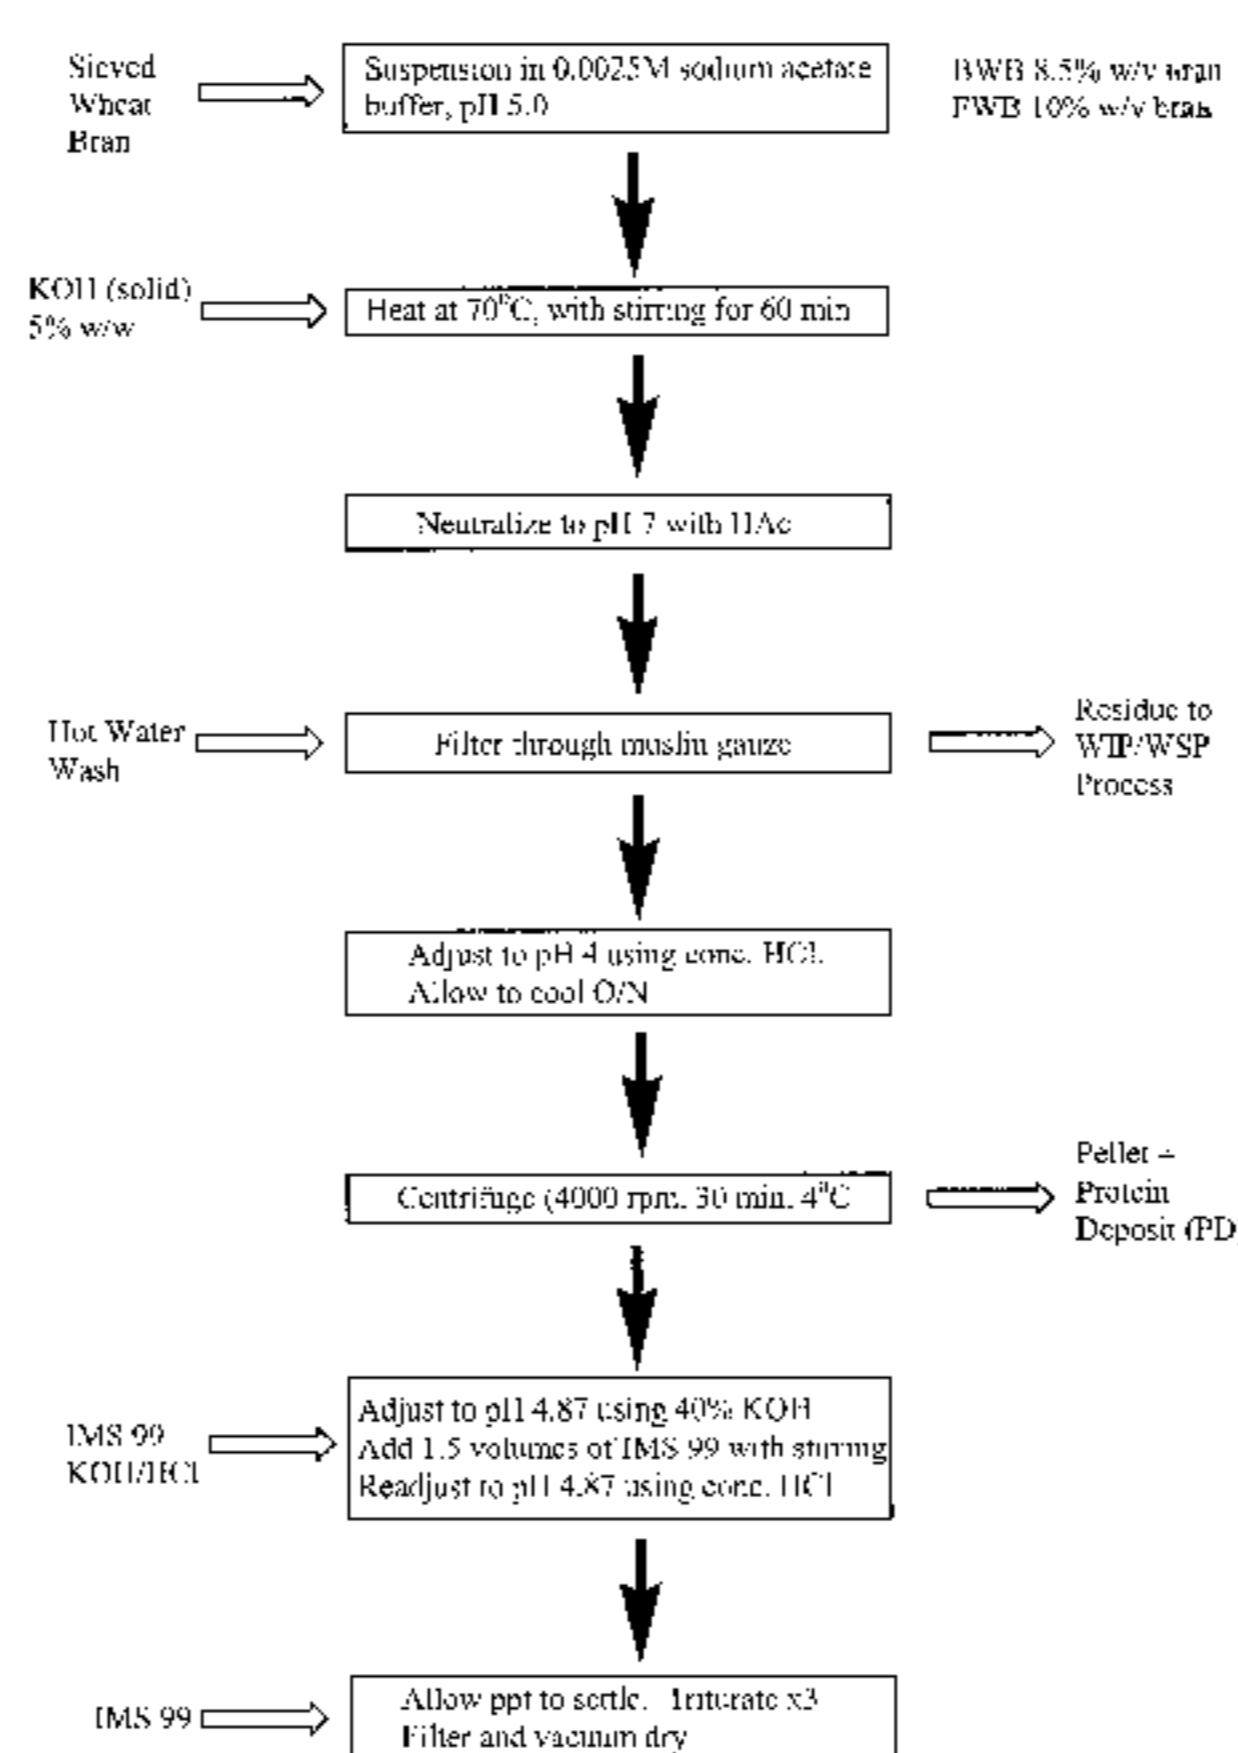 Sieved
Wheat
Bran
Suspension in 0.0025M sodium acetate
buffer, pH 5.0
BWB 8.5% w/v bran
FWB 10% w/v bran
KOH (solid)
5% w/w
Heat at 70°C, with stirring for 60 min
Neutralize to pH 7 with HAc
Hot Water
Wash
Filter through muslin gauze
Residue to
WIP/WSP
Process
Adjust to pH 4 using conc. HCl.
Allow to cool O/N
Centrifuge (4000 rpm, 30 min, 4°C
Pellet =
Protein
Deposit (PD)
IMS 99
KOH/HCl
Adjust to pH 4.87 using 40% KOH
Add 1.5 volumes of IMS 99 with stirring
Readjust to pH 4.87 using conc. HCl
IMS 99
Allow ppt to settle. Triturate x3
Filter and vacuum dry